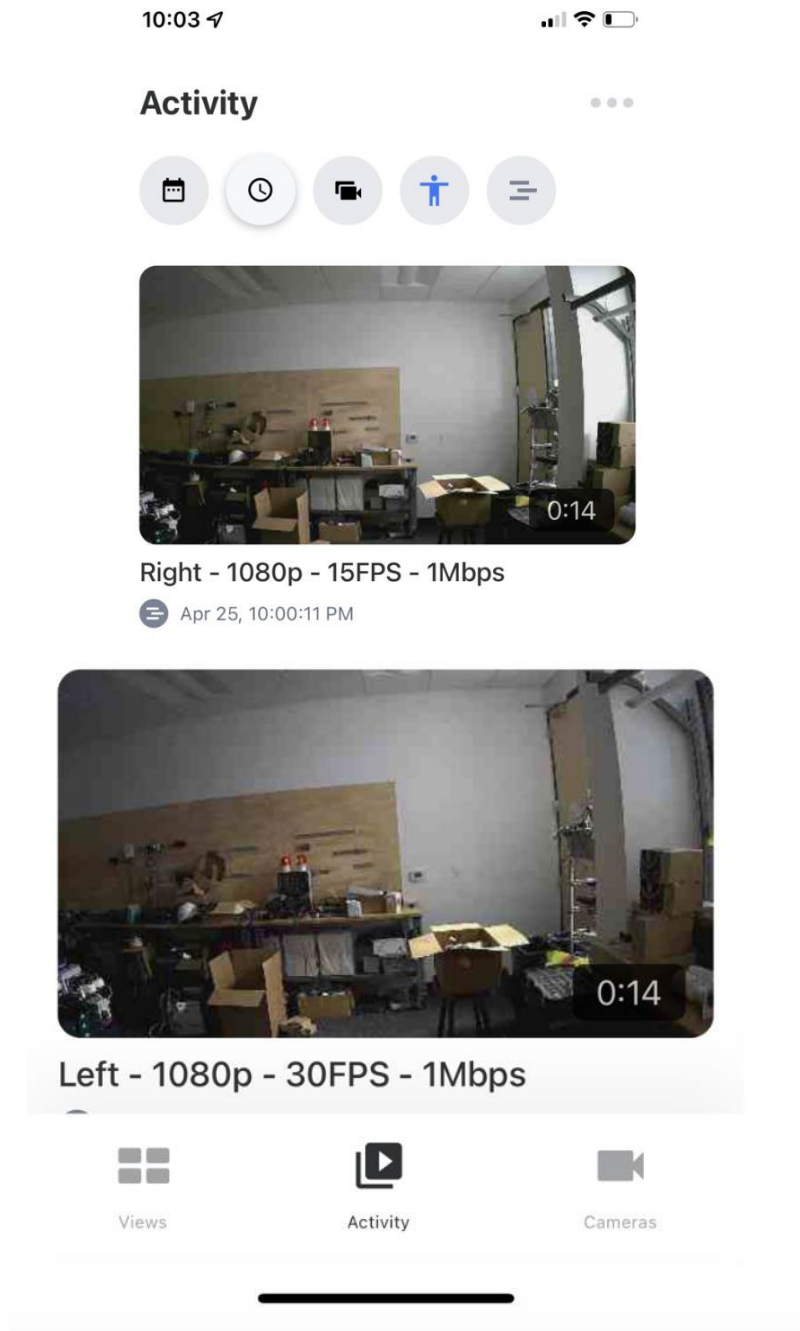 10:03
Activity
0:14
Right - 1080p - 15FPS - 1Mbps
Apr 25, 10:00:11 PM
0:14
Left - 1080p - 30FPS - 1Mbps
Views
Activity
Cameras